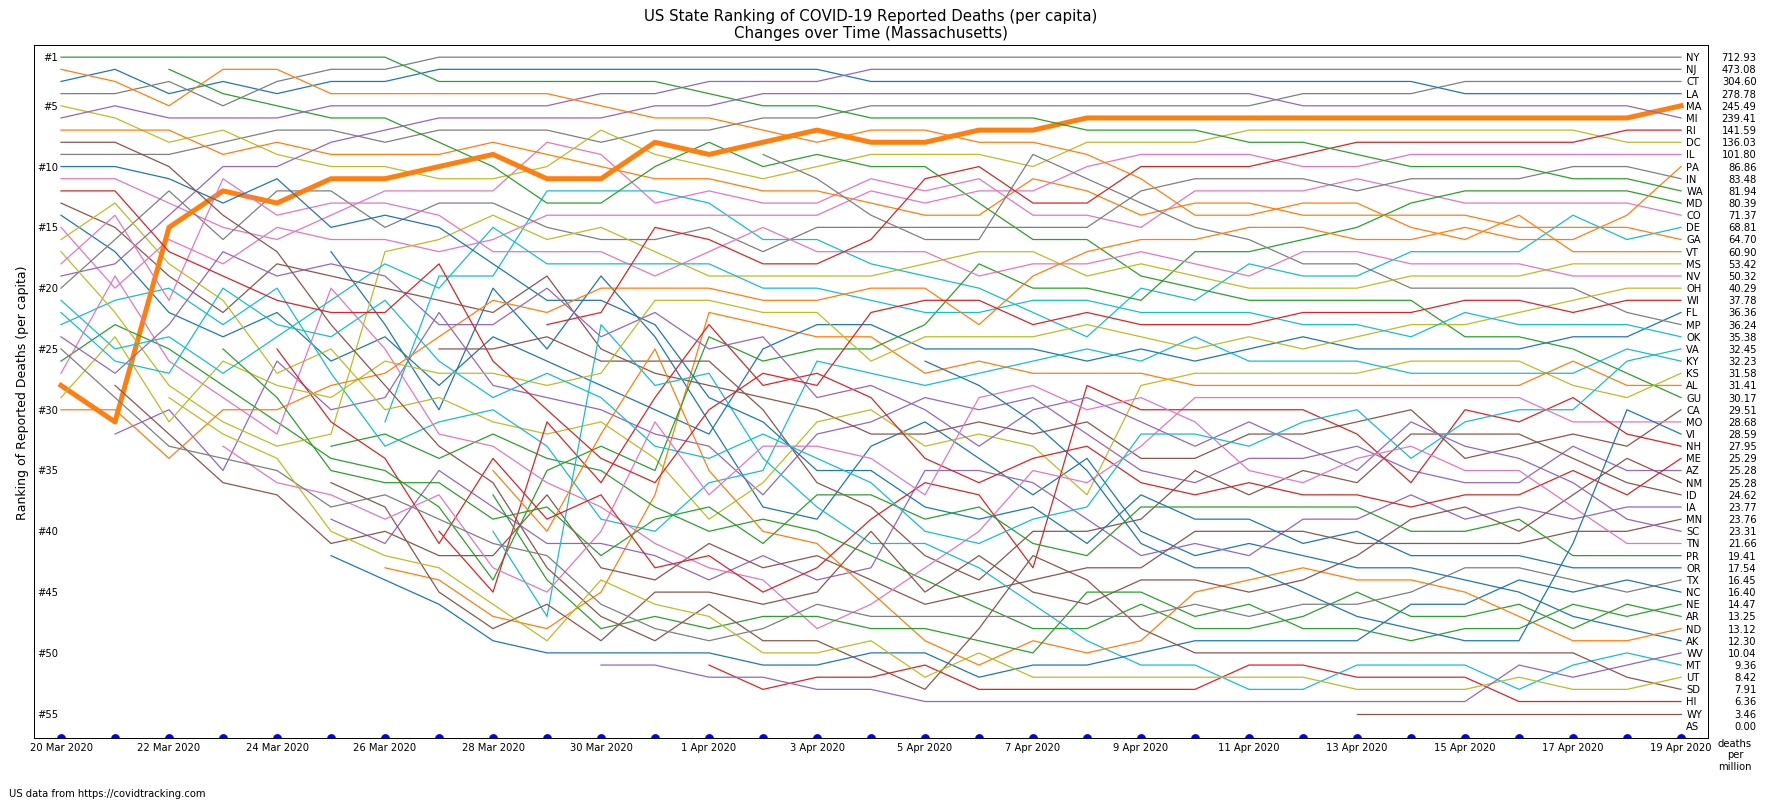 US State Ranking of COVID-19 Reported Deaths (per capita)
Changes over Time (Massachusetts)
Ranking of Reported Deaths (per capita)
#1
#5
#10
#15
#20
#25
#30
#35
#40
#45
#50
#55
NY 712.93
NJ 473.08
CT 304.60
LA 278.78
MA 245.49
MI 239.41
RI 141.59
DC 136.03
IL 101.80
PA 86.86
IN 83.48
WA 81.94
MD 80.39
CO 71.37
DE 68.81
GA 64.70
VT 60.90
MS 53.42
NV 50.32
OH 40.29
WI 37.78
FL 36.36
MP 36.24
OK 35.38
VA 32.45
KY 32.23
KS 31.58
AL 31.41
GU 30.17
CA 29.51
MO 28.68
VI 28.59
NH 27.95
ME 25.29
AZ 25.28
NM 25.28
ID 24.62
IA 23.77
MN 23.76
SC 23.31
TN 21.66
PR 19.41
OR 17.54
TX 16.45
NC 16.40
NE 14.47
AR 13.25
ND 13.12
AK 12.30
WV 10.04
MT 9.36
UT 8.42
SD 7.91
HI 6.36
WY 3.46
AS 0.00
20 Mar 2020 22 Mar 2020 24 Mar 2020 26 Mar 2020 28 Mar 2020 30 Mar 2020 1 Apr 2020 3 Apr 2020 5 Apr 2020 7 Apr 2020 9 Apr 2020 11 Apr 2020 13 Apr 2020 15 Apr 2020 17 Apr 2020 19 Apr 2020
deaths
per
million
US data from https://covidtracking.com